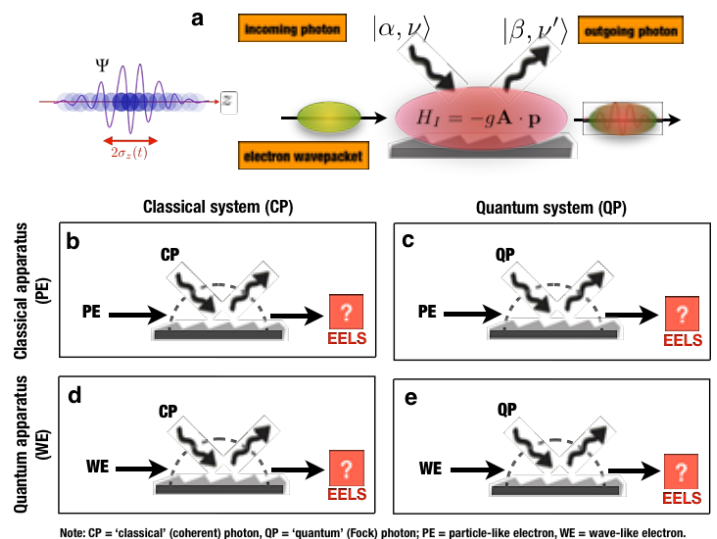 a
incoming photon
|α, ν⟩
|β, ν′⟩
outgoing photon
Ψ
z
2σ_z(t)
H_I = −g𝐀 · 𝐩
electron wavepacket
Classical system (CP)
Quantum system (QP)
Classical apparatus
(PE)
b
CP
PE
?
EELS
c
QP
PE
?
EELS
Quantum apparatus
(WE)
d
CP
WE
?
EELS
e
QP
WE
?
EELS
Note: CP = ‘classical’ (coherent) photon, QP = ‘quantum’ (Fock) photon; PE = particle-like electron, WE = wave-like electron.